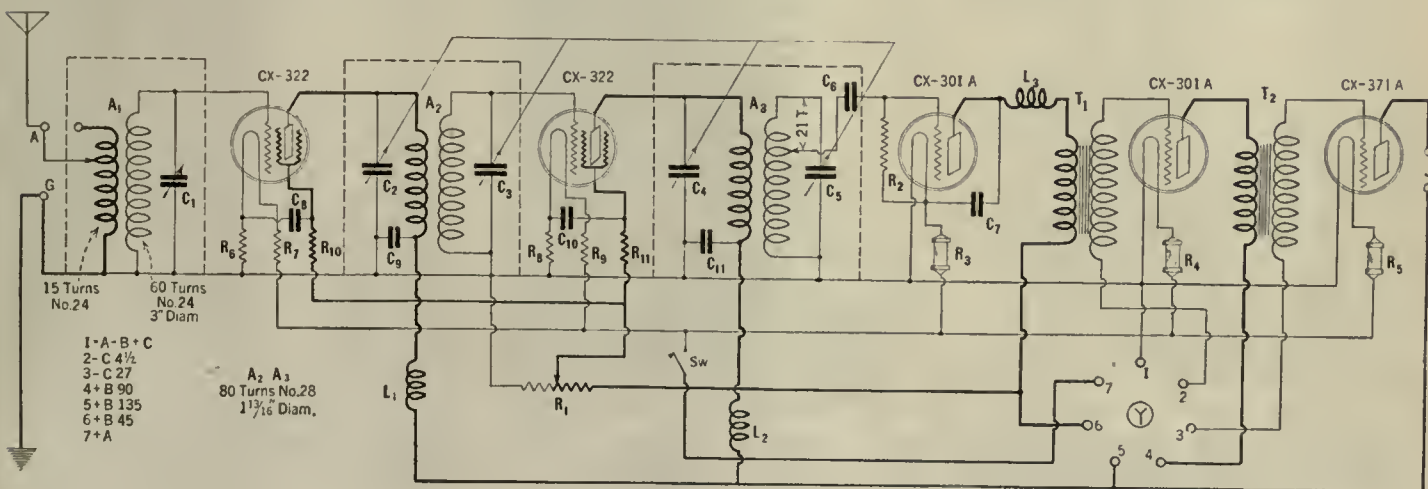 CX-322
CX-322
CX-301 A
CX-301 A
CX-371 A
A
G
A1
C1
C8
R6
R7
R10
C2
C9
A2
C3
C10
R8
R9
R11
C4
C11
A3
21 T.
C5
C6
R2
C7
R3
L3
T1
R4
T2
R5
15 Turns
No.24
60 Turns
No.24
3" Diam
1=A-B+C
2-C 4½
3-C 27
4+B 90
5+B 135
6+B 45
7+A
A2 A3
80 Turns No.28
1 13/16" Diam.
L1
R1
Sw
L2
1
2
3
4
5
6
7
Y